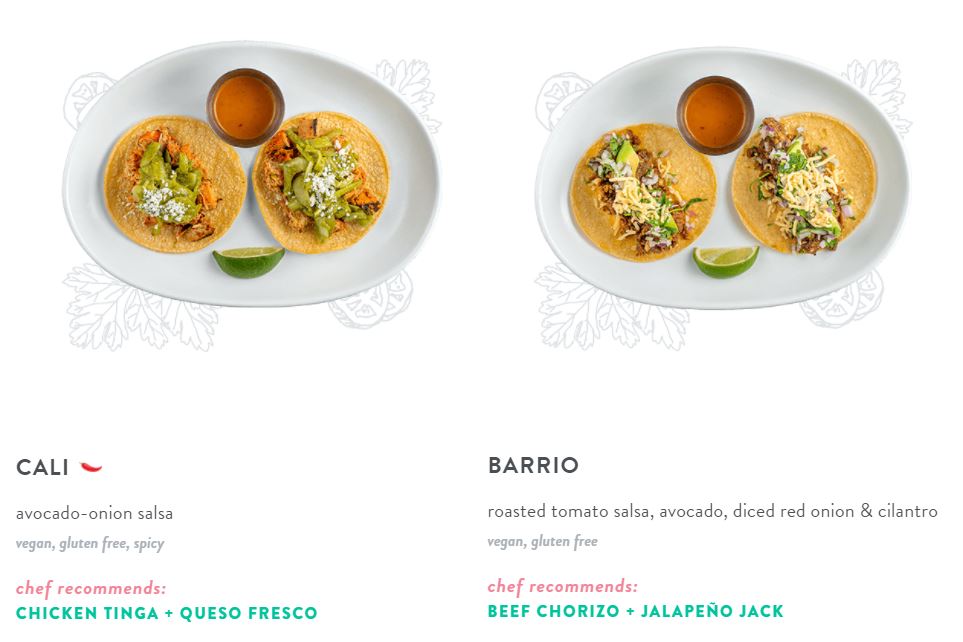 CALI
avocado-onion salsa
vegan, gluten free, spicy
chef recommends:
CHICKEN TINGA + QUESO FRESCO
BARRIO
roasted tomato salsa, avocado, diced red onion & cilantro
vegan, gluten free
chef recommends:
BEEF CHORIZO + JALAPEÑO JACK